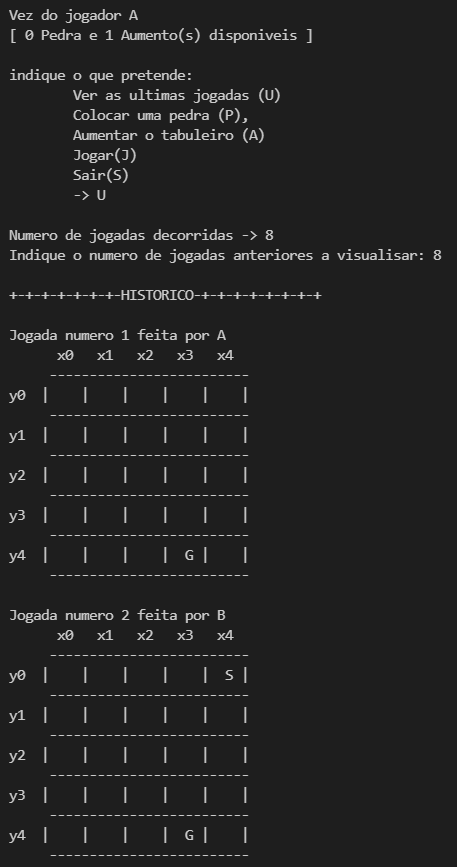 Vez do jogador A
[ 0 Pedra e 1 Aumento(s) disponiveis ]

indique o que pretende:
        Ver as ultimas jogadas (U)
        Colocar uma pedra (P),
        Aumentar o tabuleiro (A)
        Jogar(J)
        Sair(S)
        -> U

Numero de jogadas decorridas -> 8
Indique o numero de jogadas anteriores a visualisar: 8

+-+-+-+-+-+-+-HISTORICO-+-+-+-+-+-+-+-+

Jogada numero 1 feita por A
      x0   x1   x2   x3   x4
     -------------------------
y0  |    |    |    |    |    |
     -------------------------
y1  |    |    |    |    |    |
     -------------------------
y2  |    |    |    |    |    |
     -------------------------
y3  |    |    |    |    |    |
     -------------------------
y4  |    |    |    |  G |    |
     -------------------------

Jogada numero 2 feita por B
      x0   x1   x2   x3   x4
     -------------------------
y0  |    |    |    |    |  S |
     -------------------------
y1  |    |    |    |    |    |
     -------------------------
y2  |    |    |    |    |    |
     -------------------------
y3  |    |    |    |    |    |
     -------------------------
y4  |    |    |    |  G |    |
     -------------------------